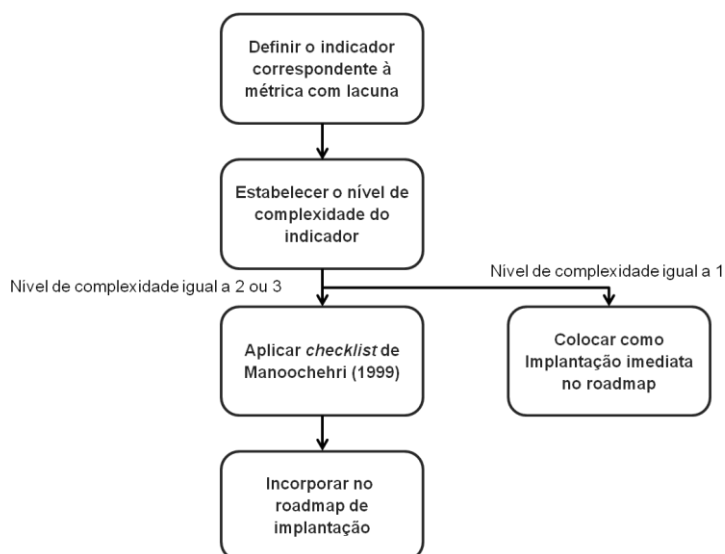 Definir o indicador
correspondente à
métrica com lacuna
Estabelecer o nível de
complexidade do
indicador
Nível de complexidade igual a 2 ou 3
Nível de complexidade igual a 1
Aplicar checklist de
Manoochehri (1999)
Colocar como
Implantação imediata
no roadmap
Incorporar no
roadmap de
implantação